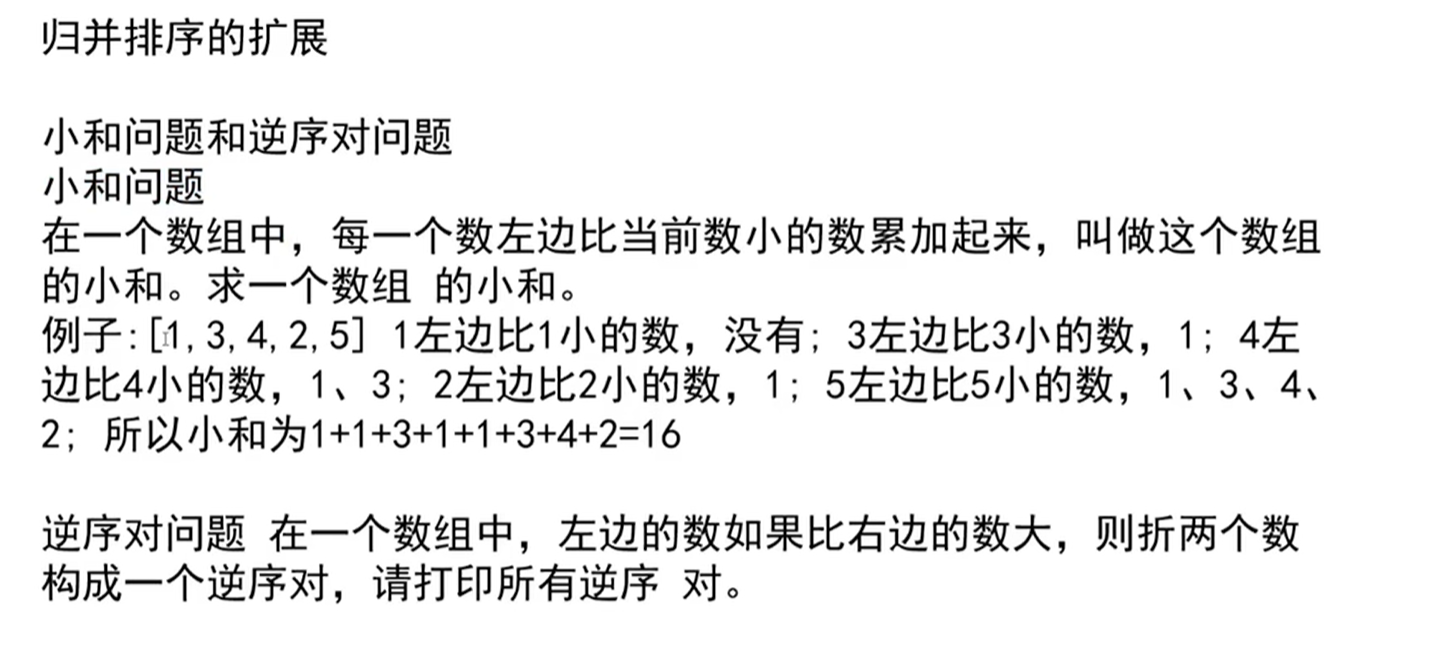 归并排序的扩展
小和问题和逆序对问题
小和问题
在一个数组中，每一个数左边比当前数小的数累加起来，叫做这个数组
的小和。求一个数组 的小和。
例子:[1,3,4,2,5] 1左边比1小的数，没有; 3左边比3小的数，1; 4左
边比4小的数，1、3; 2左边比2小的数，1; 5左边比5小的数，1、3、4、
2; 所以小和为1+1+3+1+1+3+4+2=16
逆序对问题 在一个数组中，左边的数如果比右边的数大，则折两个数
构成一个逆序对，请打印所有逆序 对。